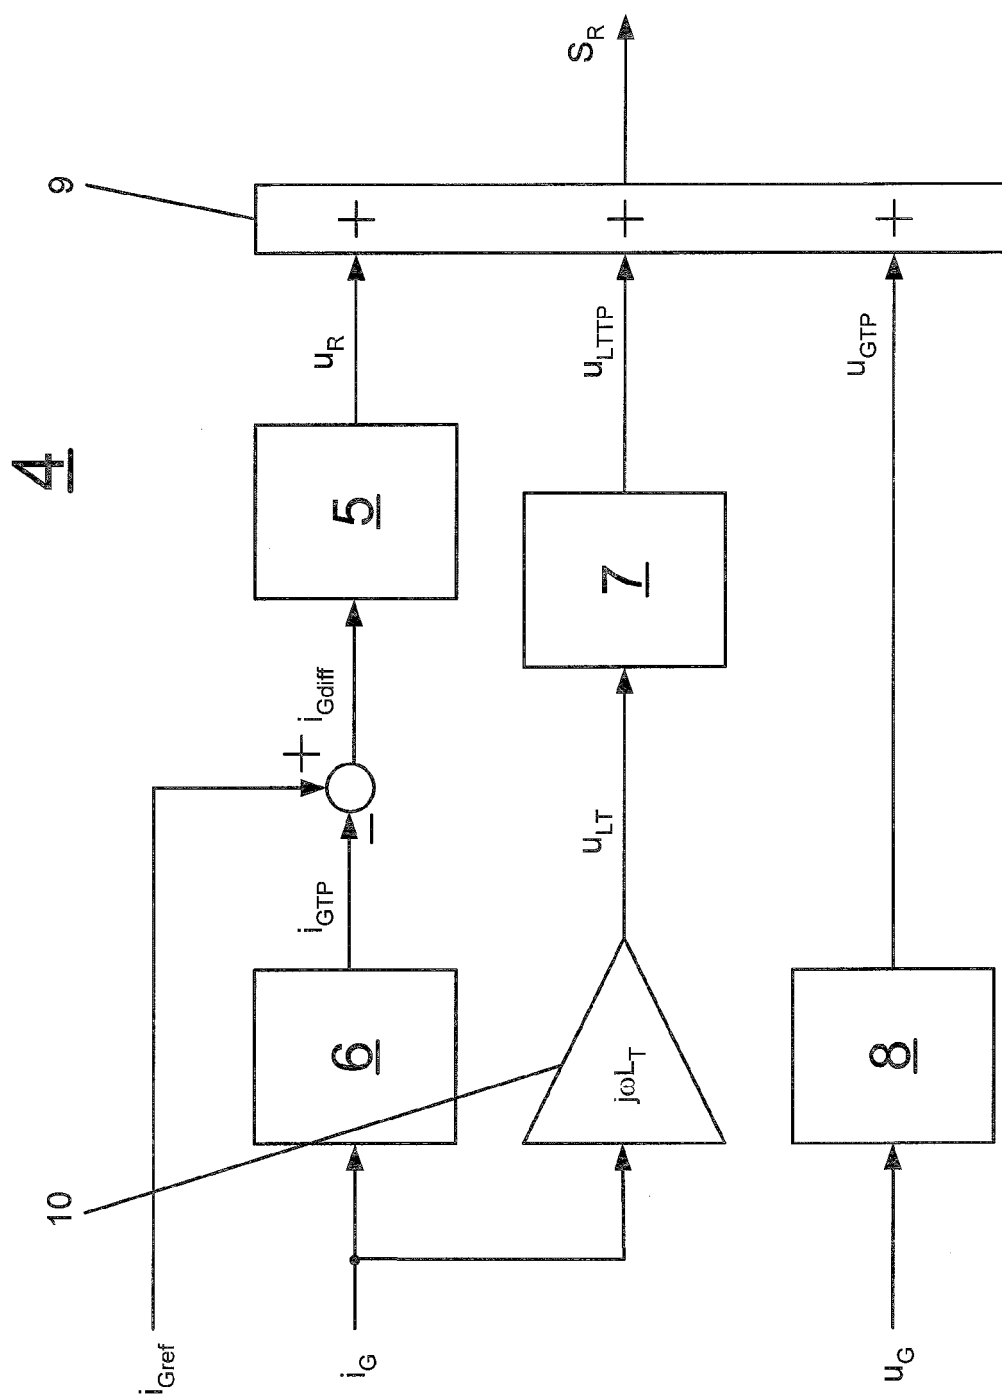 4
9
10
i_Gref
i_G
6
i_GTP
+
-
i_Gdiff
5
u_R
+
S_R
jωL_T
u_LT
7
u_LTTP
+
u_G
8
u_GTP
+